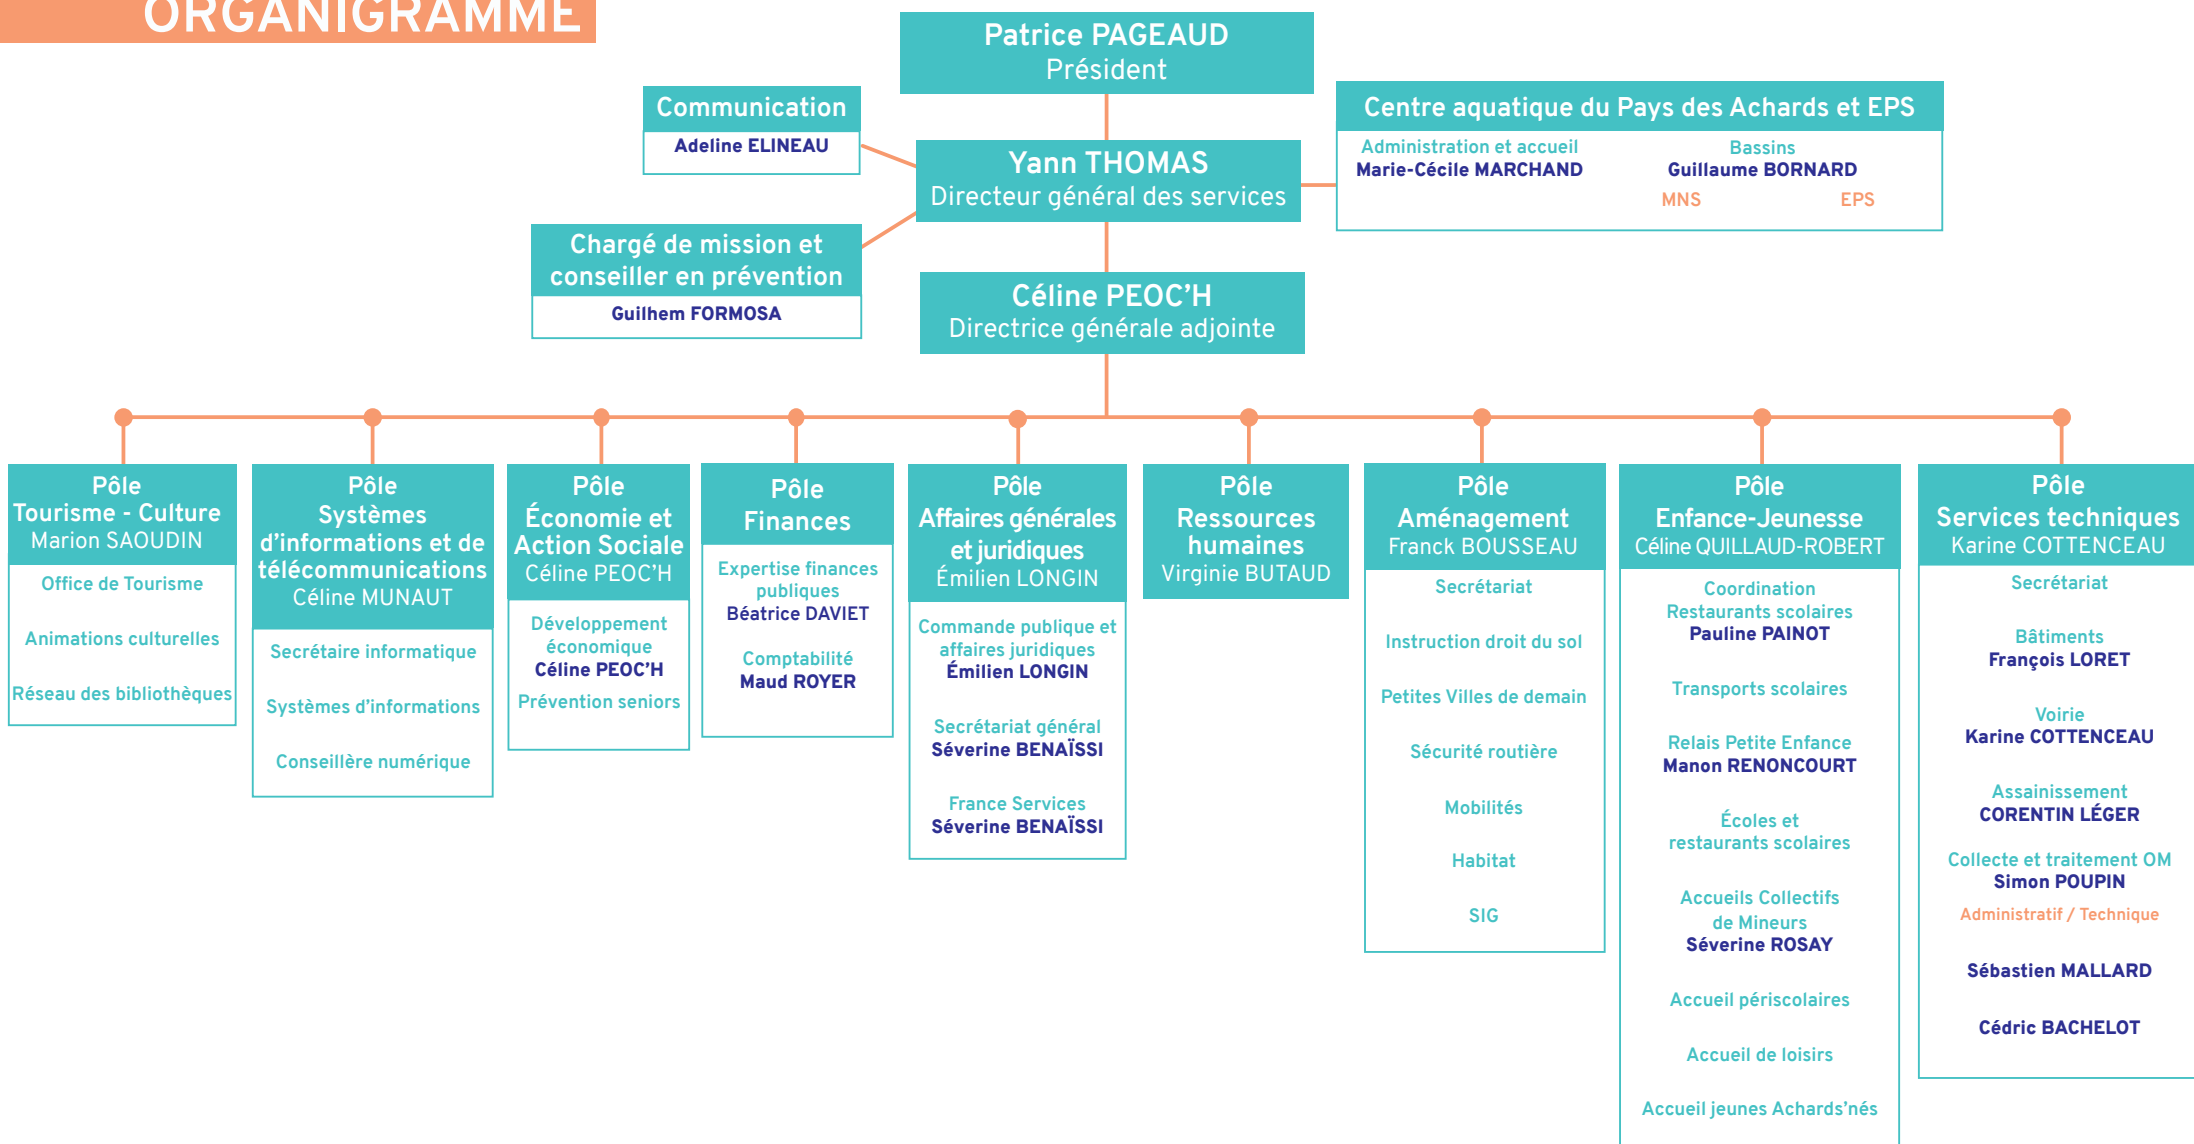 ORGANIGRAMME
Patrice PAGEAUD
Président
Communication
Adeline ELINEAU
Yann THOMAS
Directeur général des services
Centre aquatique du Pays des Achards et EPS
Administration et accueil
Marie-Cécile MARCHAND
Bassins
Guillaume BORNARD
MNS
EPS
Chargé de mission et
conseiller en prévention
Guilhem FORMOSA
Céline PEOC'H
Directrice générale adjointe
Pôle
Tourisme - Culture
Marion SAOUDIN
Office de Tourisme
Animations culturelles
Réseau des bibliothèques
Pôle
Systèmes
d'informations et de
télécommunications
Céline MUNAUT
Secrétaire informatique
Systèmes d'informations
Conseillère numérique
Pôle
Économie et
Action Sociale
Céline PEOC'H
Développement
économique
Céline PEOC'H
Prévention seniors
Pôle
Finances
Expertise finances
publiques
Béatrice DAVIET
Comptabilité
Maud ROYER
Pôle
Affaires générales
et juridiques
Émilien LONGIN
Commande publique et
affaires juridiques
Émilien LONGIN
Secrétariat général
Séverine BENAÏSSI
France Services
Séverine BENAÏSSI
Pôle
Ressources
humaines
Virginie BUTAUD
Pôle
Aménagement
Franck BOUSSEAU
Secrétariat
Instruction droit du sol
Petites Villes de demain
Sécurité routière
Mobilités
Habitat
SIG
Pôle
Enfance-Jeunesse
Céline QUILLAUD-ROBERT
Coordination
Restaurants scolaires
Pauline PAINOT
Transports scolaires
Relais Petite Enfance
Manon RENONCOURT
Écoles et
restaurants scolaires
Accueils Collectifs
de Mineurs
Séverine ROSAY
Accueil périscolaires
Accueil de loisirs
Accueil jeunes Achards'nés
Pôle
Services techniques
Karine COTTENCEAU
Secrétariat
Bâtiments
François LORET
Voirie
Karine COTTENCEAU
Assainissement
CORENTIN LÉGER
Collecte et traitement OM
Simon POUPIN
Administratif / Technique
Sébastien MALLARD
Cédric BACHELOT